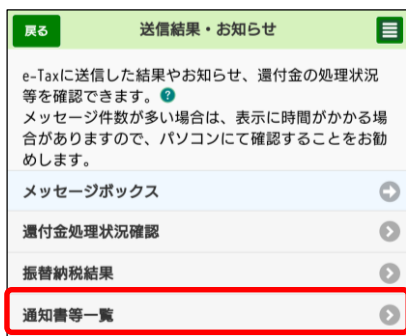 戻る
送信結果・お知らせ
e-Taxに送信した結果やお知らせ、還付金の処理状況
等を確認できます。?
メッセージ件数が多い場合は、表示に時間がかかる場
合がありますので、パソコンにて確認することをお勧
めします。
メッセージボックス
還付金処理状況確認
振替納税結果
通知書等一覧